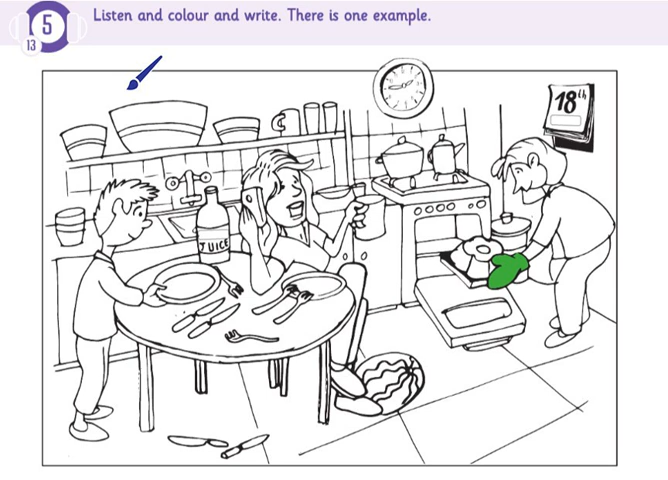 5
13
Listen and colour and write. There is one example.
18th
JUICE